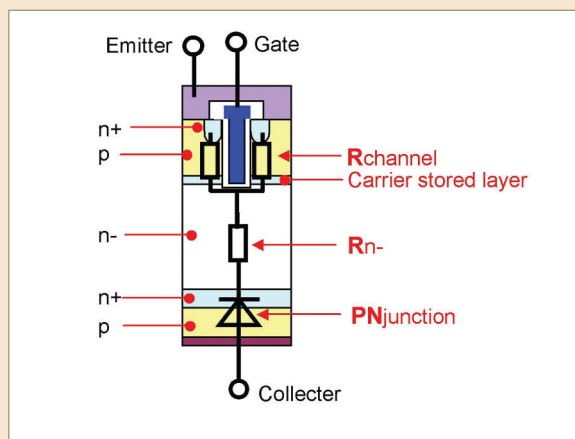 Emitter
Gate
n+
p
Rchannel
Carrier stored layer
n-
Rn-
n+
p
PNjunction
Collecter